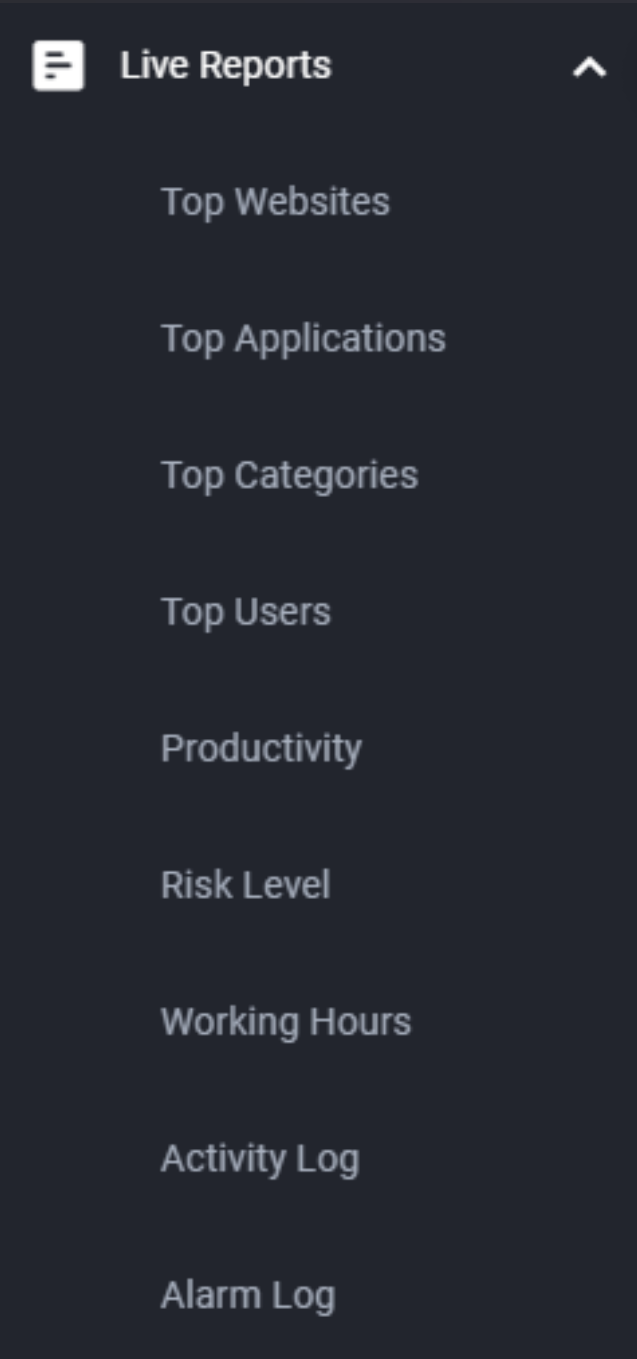 Live Reports
Top Websites
Top Applications
Top Categories
Top Users
Productivity
Risk Level
Working Hours
Activity Log
Alarm Log